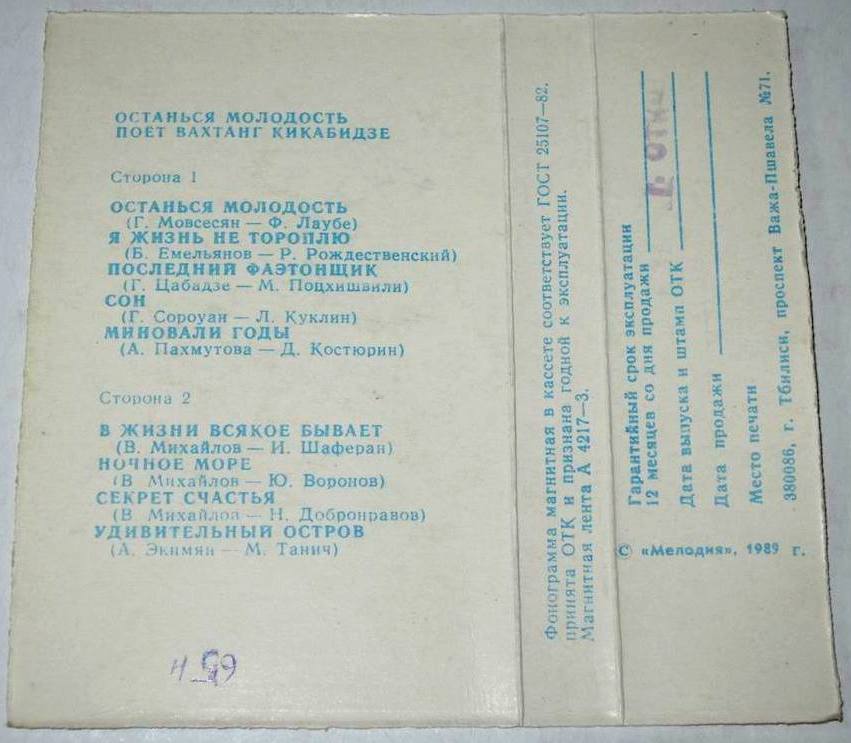 ОСТАНЬСЯ МОЛОДОСТЬ
ПОЁТ ВАХТАНГ КИКАБИДЗЕ
Сторона 1
ОСТАНЬСЯ МОЛОДОСТЬ
(Г. Мовсесян — Ф. Лаубе)
Я ЖИЗНЬ НЕ ТОРОПЛЮ
(Б. Емельянов — Р. Рождественский)
ПОСЛЕДНИЙ ФАЭТОНЩИК
(Г. Цабадзе — М. Поцхишвили)
СОН
(Г. Сороуан — Л. Куклин)
МИНОВАЛИ ГОДЫ
(А. Пахмутова — Д. Костюрин)
Сторона 2
В ЖИЗНИ ВСЯКОЕ БЫВАЕТ
(В. Михайлов — И. Шаферан)
НОЧНОЕ МОРЕ
(В Михайлов — Ю. Воронов)
СЕКРЕТ СЧАСТЬЯ
(В Михайлов — Н. Добронравов)
УДИВИТЕЛЬНЫЙ ОСТРОВ
(А. Экимян — М. Танич)
Фонограмма магнитная в кассете соответствует ГОСТ 25107—82.
принята ОТК и признана годной к эксплуатации.
Магнитная лента А 4217—3.
Гарантийный срок эксплуатации
12 месяцев со дня продажи
Дата выпуска и штамп ОТК
Дата продажи
Место печати
380086, г. Тбилиси, проспект Важа-Пшавела №71.
© «Мелодия», 1989 г.